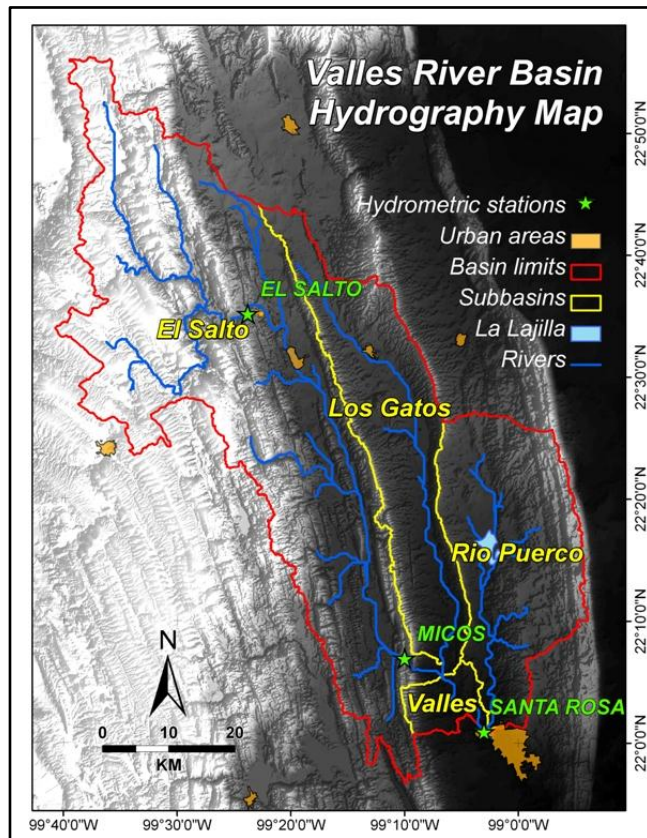 Valles River Basin
Hydrography Map
Hydrometric stations
Urban areas
Basin limits
Subbasins
La Lajilla
Rivers
EL SALTO
El Salto
Los Gatos
Rio Puerco
MICOS
Valles
SANTA ROSA
N
0 10 20
KM
22°50'0"N
22°40'0"N
22°30'0"N
22°20'0"N
22°10'0"N
22°0'0"N
99°40'0"W 99°30'0"W 99°20'0"W 99°10'0"W 99°0'0"W